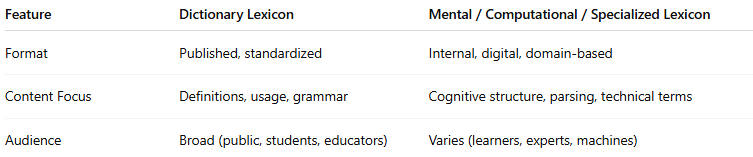 Feature Dictionary Lexicon Mental / Computational / Specialized Lexicon
Format Published, standardized Internal, digital, domain-based
Content Focus Definitions, usage, grammar Cognitive structure, parsing, technical terms
Audience Broad (public, students, educators) Varies (learners, experts, machines)